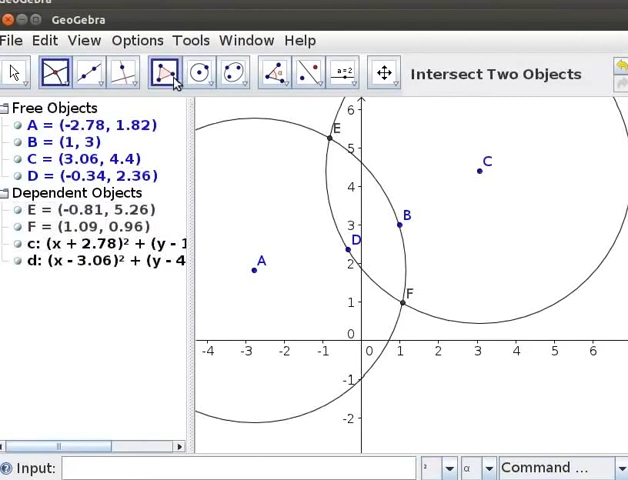 GeoGebra
GeoGebra
File Edit View Options Tools Window Help
a=2
Intersect Two Objects
Free Objects
A = (-2.78, 1.82)
B = (1, 3)
C = (3.06, 4.4)
D = (-0.34, 2.36)
Dependent Objects
E = (-0.81, 5.26)
F = (1.09, 0.96)
c: (x + 2.78)² + (y - 1
d: (x - 3.06)² + (y - 4
6
E
5
C
4
B
3
D
2
A
F
1
0
-4 -3 -2 -1 0 1 2 3 4 5 6
-1
-2
Input:
² α Command ...